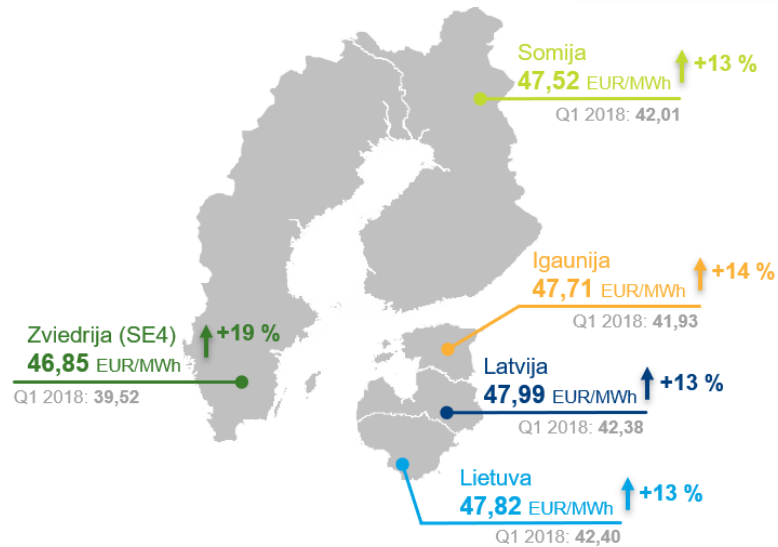 Somija
47,52 EUR/MWh +13 %
Q1 2018: 42,01
Igaunija
47,71 EUR/MWh +14 %
Q1 2018: 41,93
Zviedrija (SE4) +19 %
46,85 EUR/MWh
Q1 2018: 39,52
Latvija
47,99 EUR/MWh +13 %
Q1 2018: 42,38
Lietuva
47,82 EUR/MWh +13 %
Q1 2018: 42,40